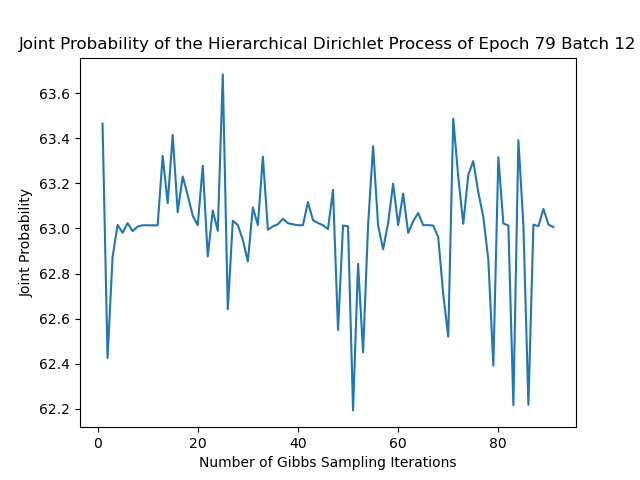 Joint Probability of the Hierarchical Dirichlet Process of Epoch 79 Batch 12
63.6
63.4
63.2
63.0
62.8
62.6
62.4
62.2
Joint Probability
0 20 40 60 80
Number of Gibbs Sampling Iterations